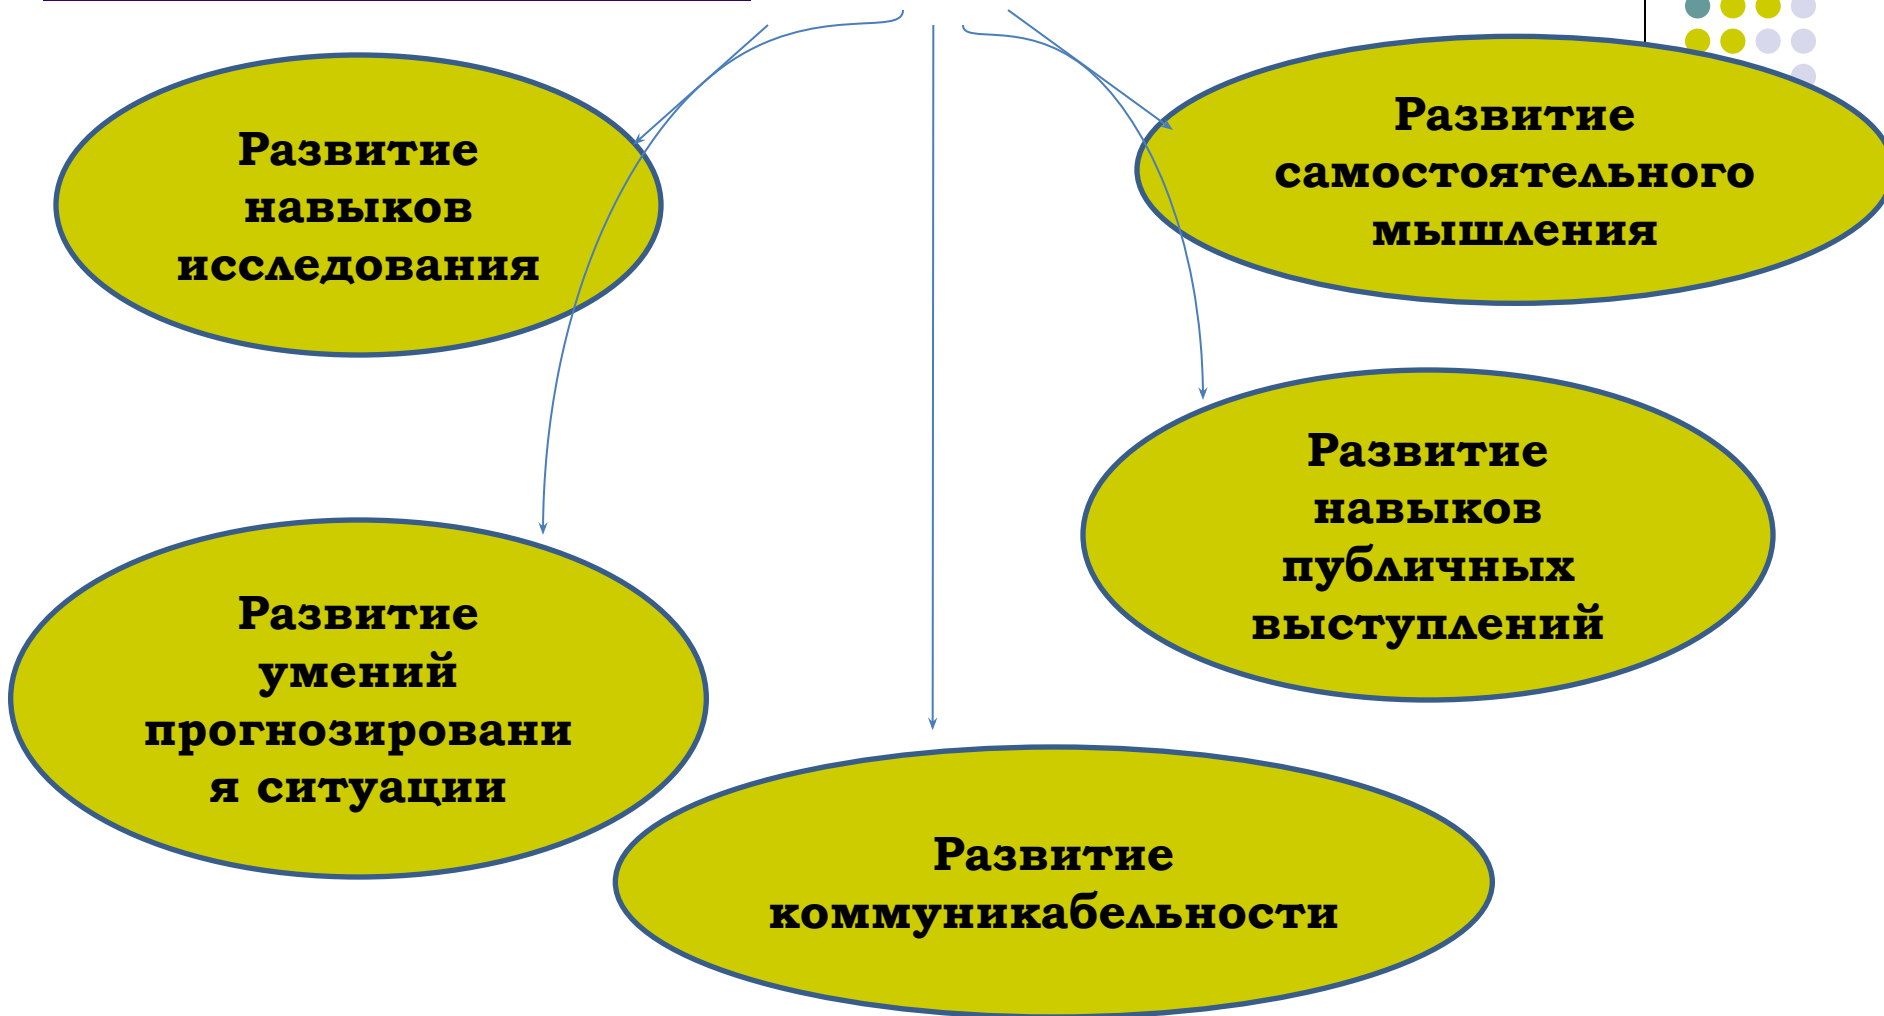 Развитие
навыков
исследования
Развитие
самостоятельного
мышления
Развитие
навыков
публичных
выступлений
Развитие
умений
прогнозировани
я ситуации
Развитие
коммуникабельности